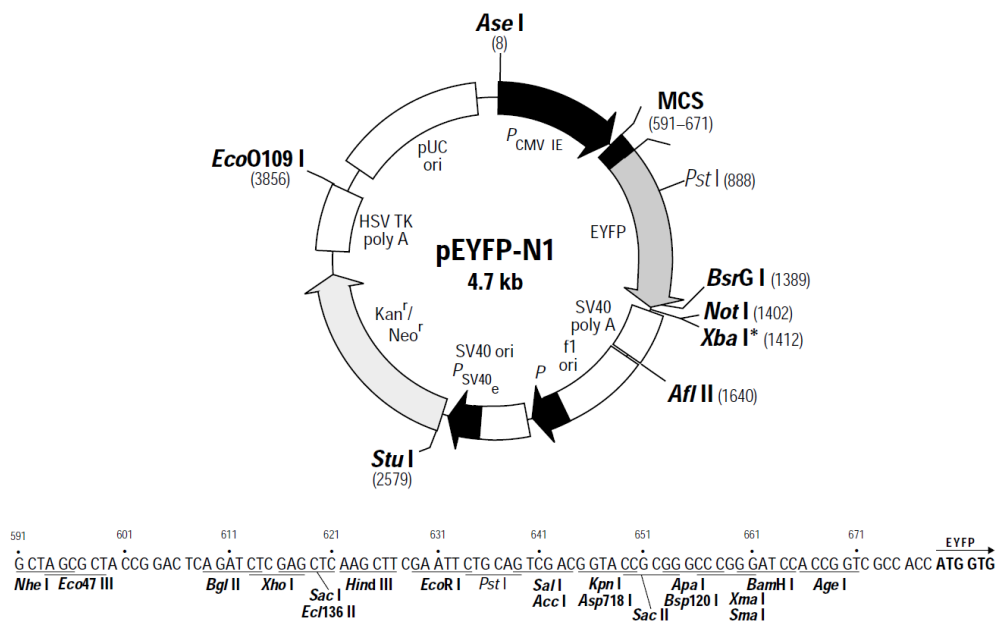 Ase I
(8)
MCS
(591–671)
PCMV IE
pUC
ori
EcoO109 I
(3856)
Pst I (888)
HSV TK
poly A
EYFP
pEYFP-N1
4.7 kb
BsrG I (1389)
Not I (1402)
Xba I* (1412)
SV40
poly A
Kanr/
Neor
f1
ori
SV40 ori
PSV40e
P
Afl II (1640)
Stu I
(2579)
591 601 611 621 631 641 651 661 671 EYFP
G CTA GCG CTA CCG GAC TCA GAT CTC GAG CTC AAG CTT CGA ATT CTG CAG TCG ACG GTA CCG CGG GCC CGG GAT CCA CCG GTC GCC ACC ATG GTG
Nhe I Eco47 III Bgl II Xho I Sac I Hind III EcoR I Pst I Sal I Kpn I Apa I BamH I Age I
Ecl136 II Acc I Asp718 I Sac II Bsp120 I Xma I
Sma I